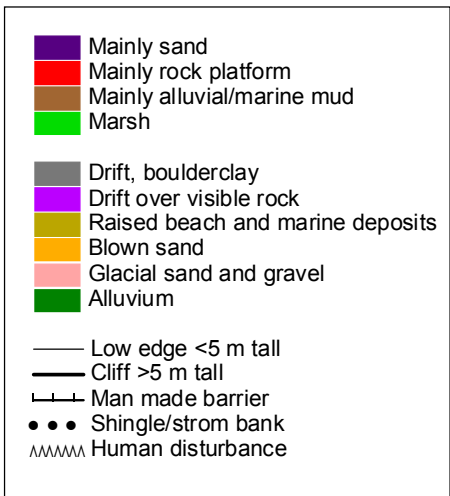 Mainly sand
Mainly rock platform
Mainly alluvial/marine mud
Marsh
Drift, boulderclay
Drift over visible rock
Raised beach and marine deposits
Blown sand
Glacial sand and gravel
Alluvium
Low edge <5 m tall
Cliff >5 m tall
Man made barrier
Shingle/strom bank
Human disturbance